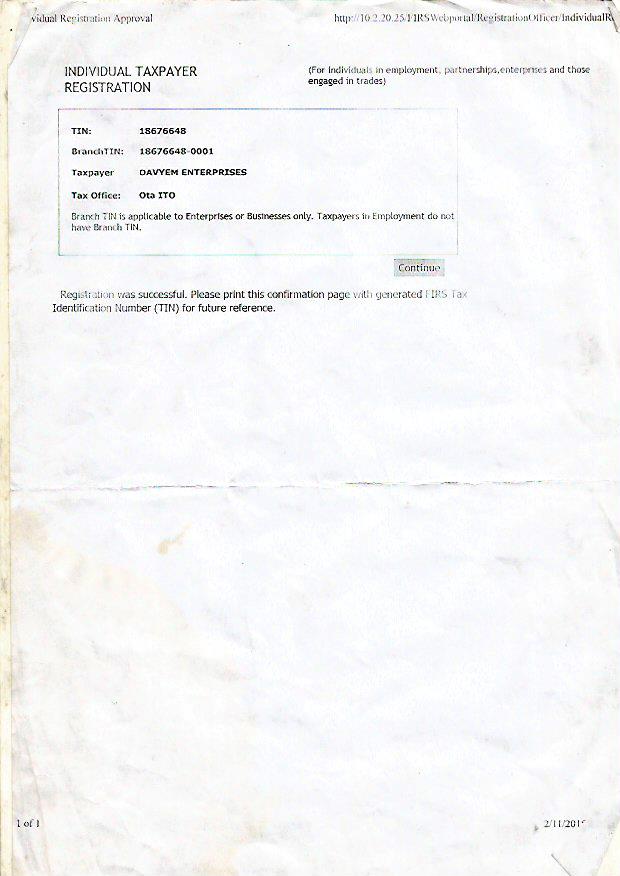 vidual Registration Approval
http://10.2.20.25/FIRSWebportal/RegistrationOfficer/IndividualR
INDIVIDUAL TAXPAYER
REGISTRATION
(For Individuals in employment, partnerships,enterprises and those
engaged in trades)
TIN: 18676648
BranchTIN: 18676648-0001
Taxpayer DAVYEM ENTERPRISES
Tax Office: Ota ITO
Branch TIN is applicable to Enterprises or Businesses only. Taxpayers in Employment do not
have Branch TIN.
Continue
Registration was successful. Please print this confirmation page with generated FIRS Tax
Identification Number (TIN) for future reference.
1 of 1